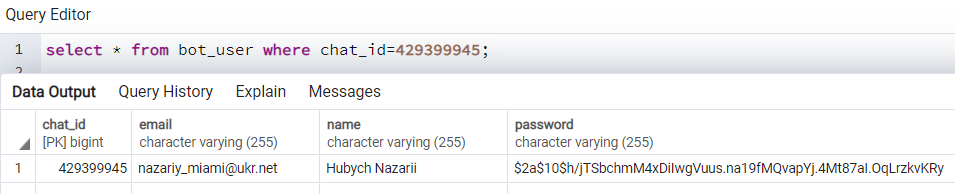 Query Editor
1 select * from bot_user where chat_id=429399945;
2
Data Output Query History Explain Messages
chat_id email name password
[PK] bigint character varying (255) character varying (255) character varying (255)
1 429399945 nazariy_miami@ukr.net Hubych Nazarii $2a$10$h/jTSbchmM4xDiIwgVuus.na19fMQvapYj.4Mt87aI.OqLrzkvKRy